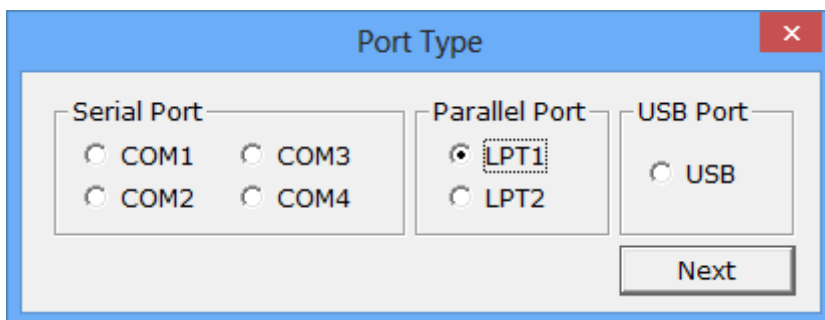 Port Type
Serial Port
COM1 COM3
COM2 COM4
Parallel Port
LPT1
LPT2
USB Port
USB
Next